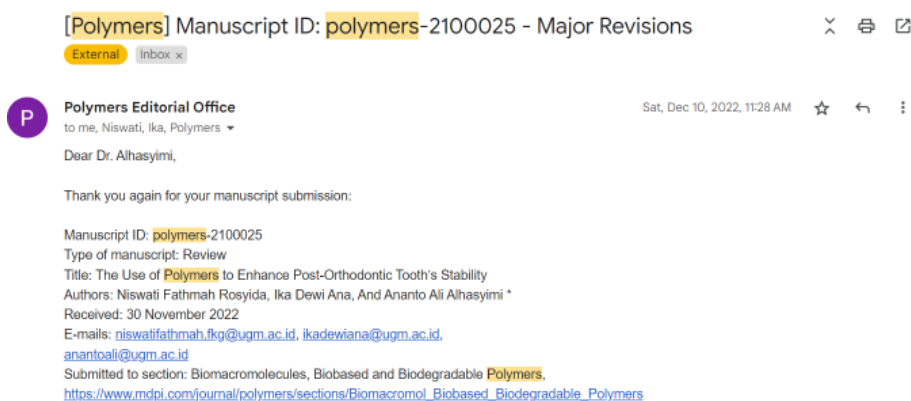 [Polymers] Manuscript ID: polymers-2100025 - Major Revisions
External Inbox ×
P
Polymers Editorial Office
Sat, Dec 10, 2022, 11:28 AM
to me, Niswati, Ika, Polymers
Dear Dr. Alhasyimi,
Thank you again for your manuscript submission:
Manuscript ID: polymers-2100025
Type of manuscript: Review
Title: The Use of Polymers to Enhance Post-Orthodontic Tooth's Stability
Authors: Niswati Fathmah Rosyida, Ika Dewi Ana, And Ananto Ali Alhasyimi *
Received: 30 November 2022
E-mails: niswatifathmah.fkg@ugm.ac.id, ikadewiana@ugm.ac.id,
anantoali@ugm.ac.id
Submitted to section: Biomacromolecules, Biobased and Biodegradable Polymers,
https://www.mdpi.com/journal/polymers/sections/Biomacromol_Biobased_Biodegradable_Polymers